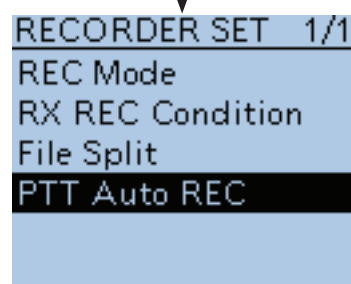 RECORDER SET 1/1
REC Mode
RX REC Condition
File Split
PTT Auto REC